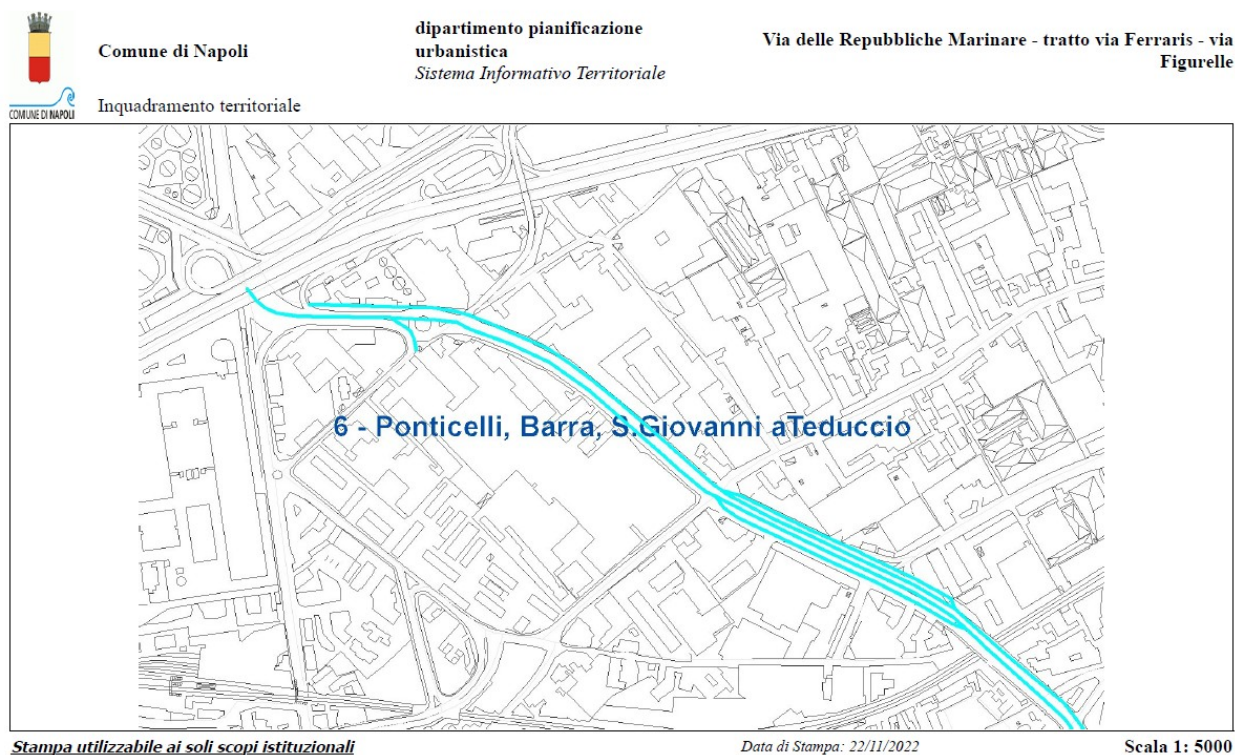 Comune di Napoli
dipartimento pianificazione
urbanistica
Sistema Informativo Territoriale
Via delle Repubbliche Marinare - tratto via Ferraris - via
Figurelle
COMUNE DI NAPOLI
Inquadramento territoriale
6 - Ponticelli, Barra, S.Giovanni aTeduccio
Stampa utilizzabile ai soli scopi istituzionali
Data di Stampa: 22/11/2022
Scala 1: 5000